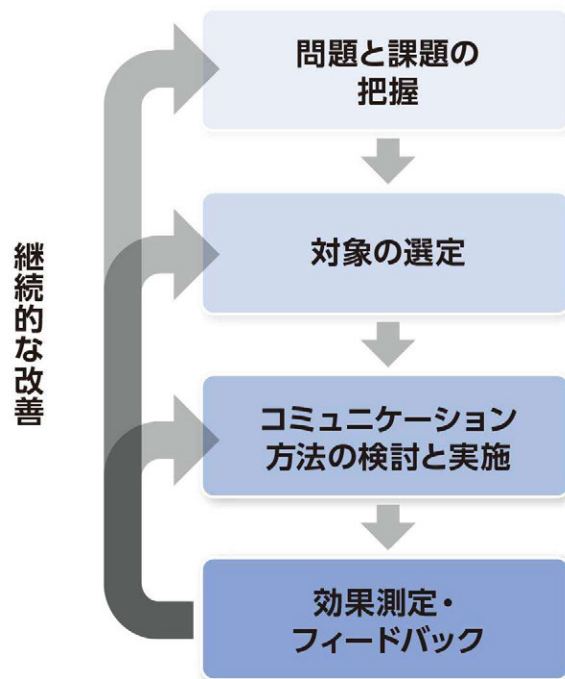 問題と課題の
把握
対象の選定
継続的な改善
コミュニケーション
方法の検討と実施
効果測定・
フィードバック